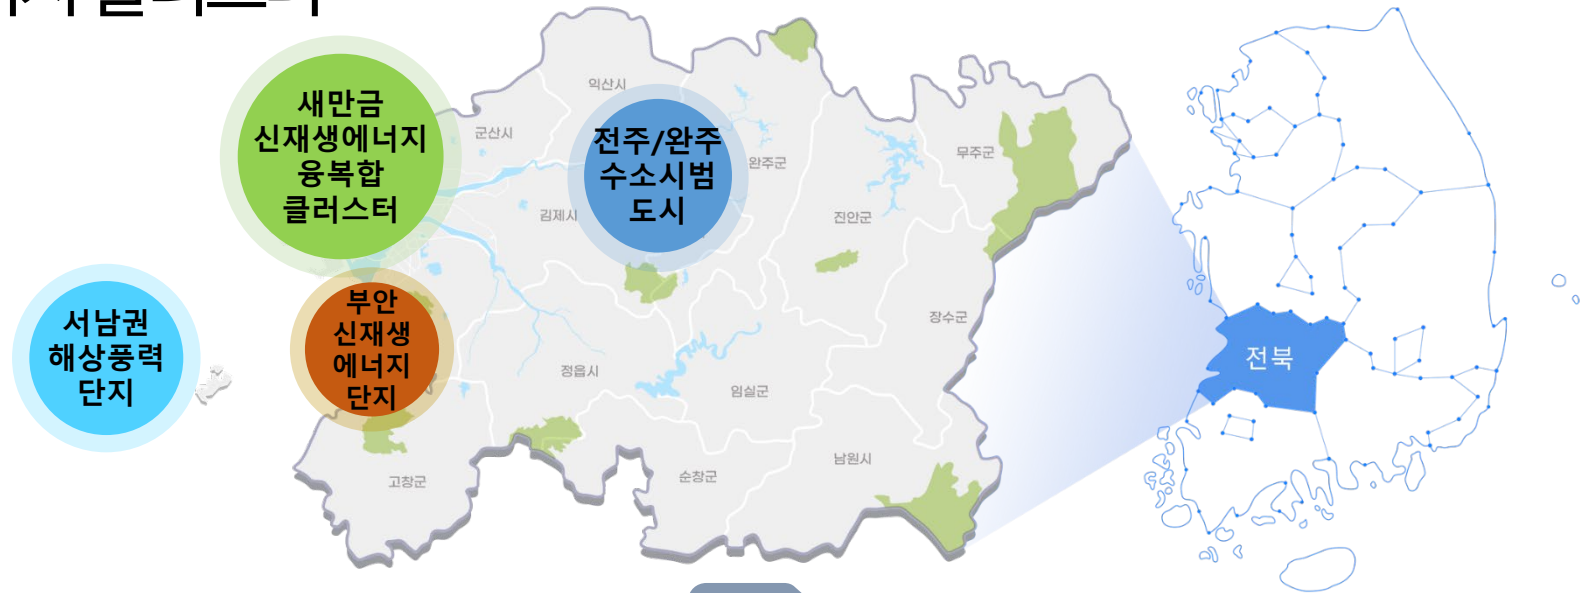 클러스터
새만금
신재생에너지
융복합
클러스터
전주/완주
수소시범
도시
서남권
해상풍력
단지
부안
신재생
에너지
단지
익산시
군산시
완주군
무주군
김제시
진안군
장수군
정읍시
임실군
고창군
순창군
남원시
전북